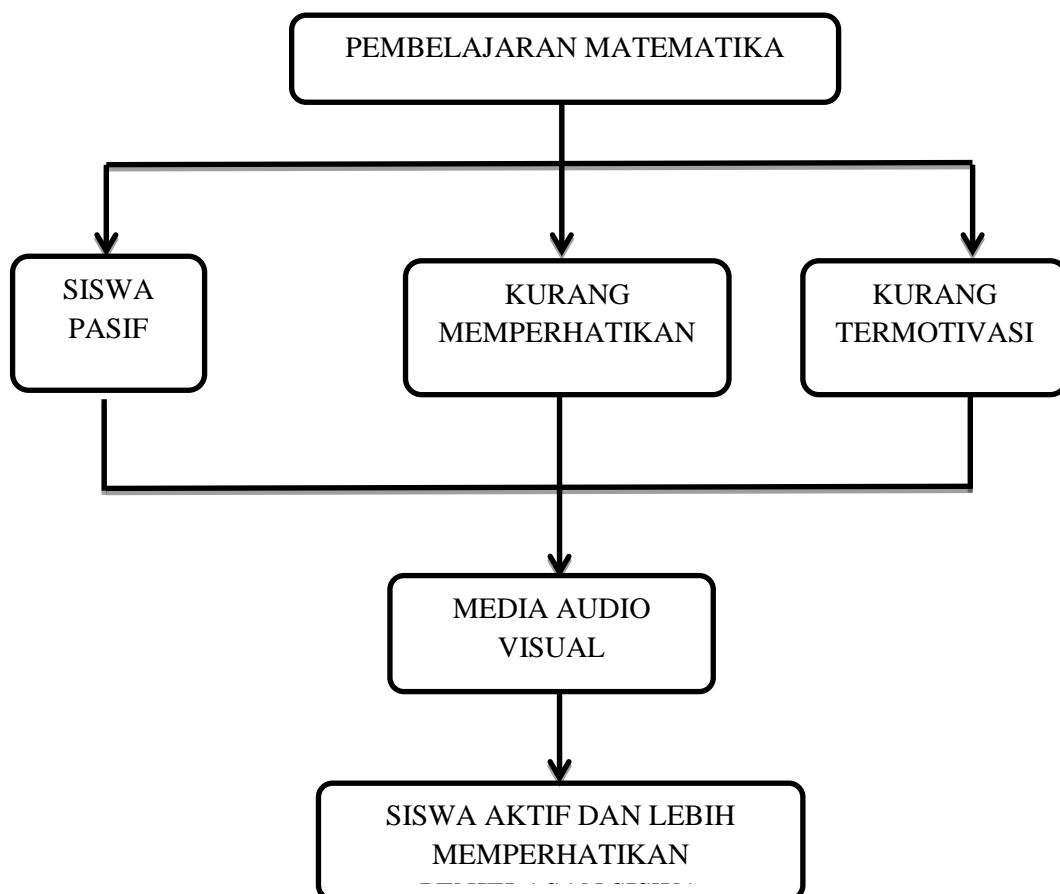 PEMBELAJARAN MATEMATIKA
SISWA
PASIF
KURANG
MEMPERHATIKAN
KURANG
TERMOTIVASI
MEDIA AUDIO
VISUAL
SISWA AKTIF DAN LEBIH
MEMPERHATIKAN